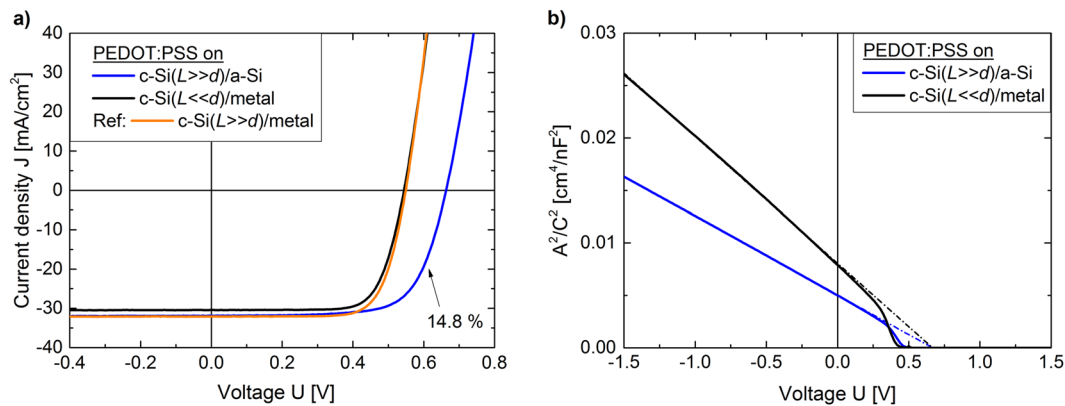 a)
Current density J [mA/cm²]
40
30
20
10
0
-10
-20
-30
-40
PEDOT:PSS on
c-Si(L>>d)/a-Si
c-Si(L<<d)/metal
Ref: c-Si(L>>d)/metal
14.8 %
-0.4 -0.2 0.0 0.2 0.4 0.6 0.8
Voltage U [V]
b)
A²/C² [cm⁴/nF²]
0.03
0.02
0.01
0.00
PEDOT:PSS on
c-Si(L>>d)/a-Si
c-Si(L<<d)/metal
-1.5 -1.0 -0.5 0.0 0.5 1.0 1.5
Voltage U [V]